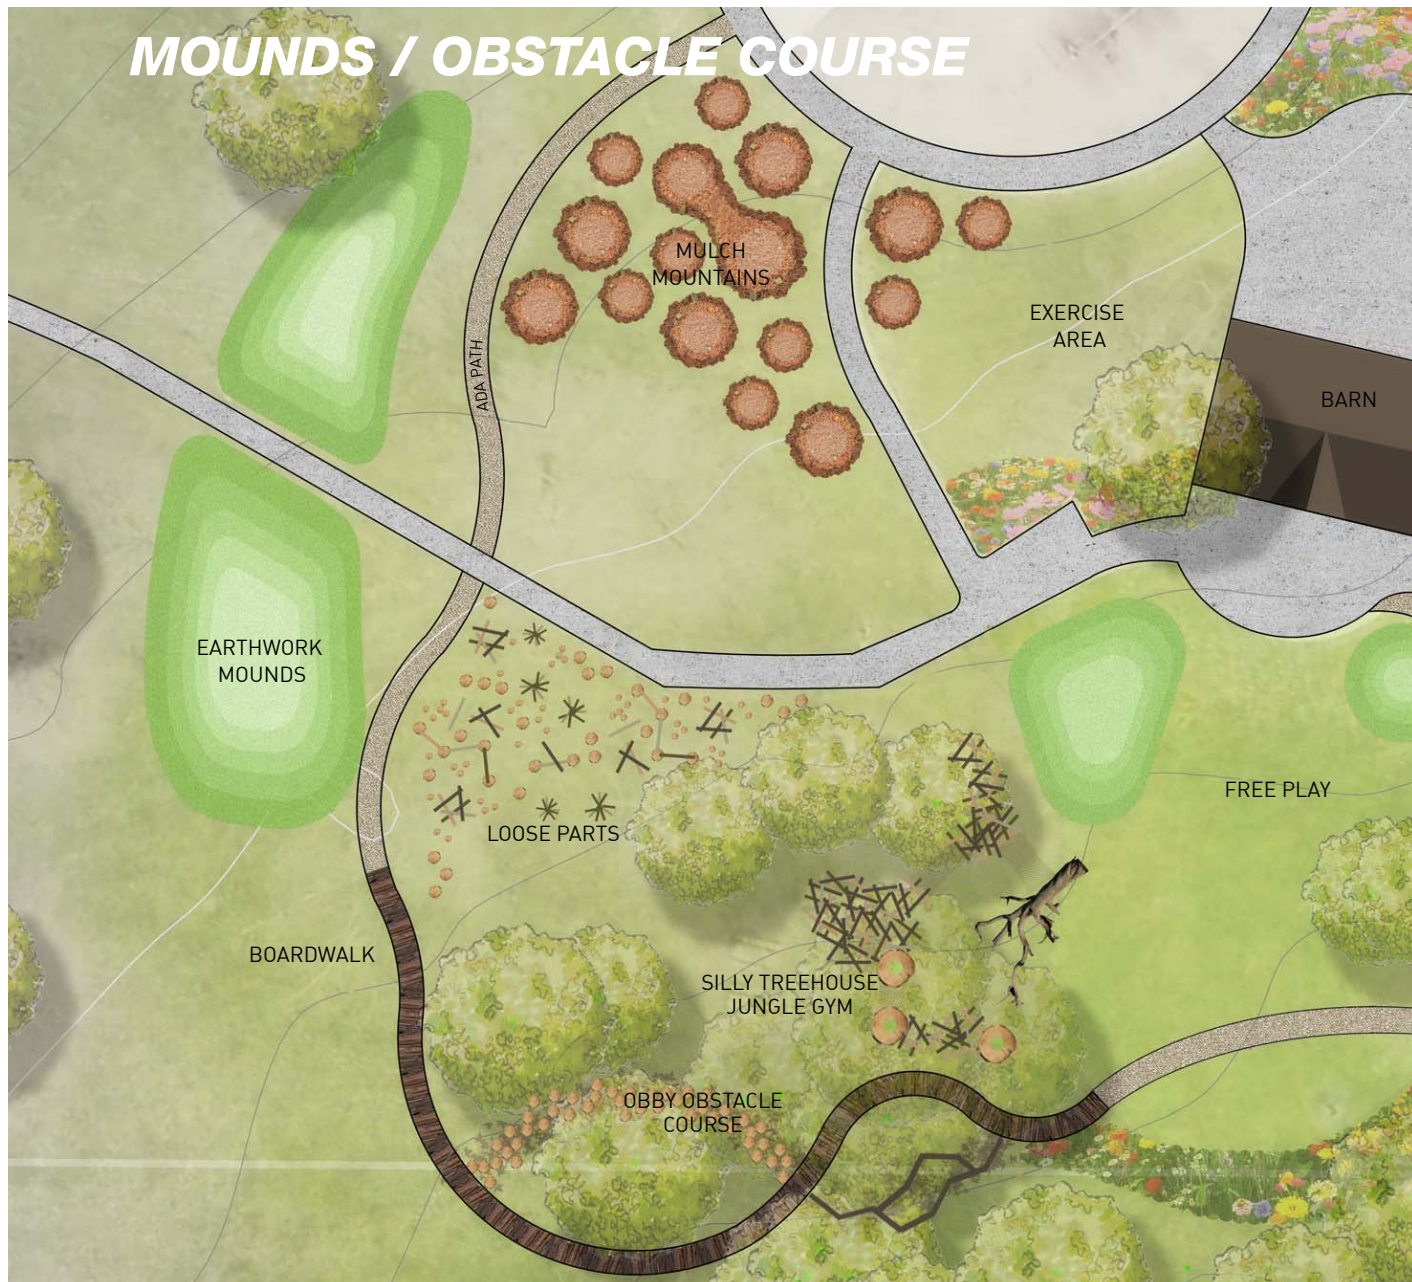 MOUNDS / OBSTACLE COURSE
MULCH
MOUNTAINS
EXERCISE
AREA
ADA PATH
BARN
EARTHWORK
MOUNDS
FREE PLAY
LOOSE PARTS
BOARDWALK
SILLY TREEHOUSE
JUNGLE GYM
OBBY OBSTACLE
COURSE